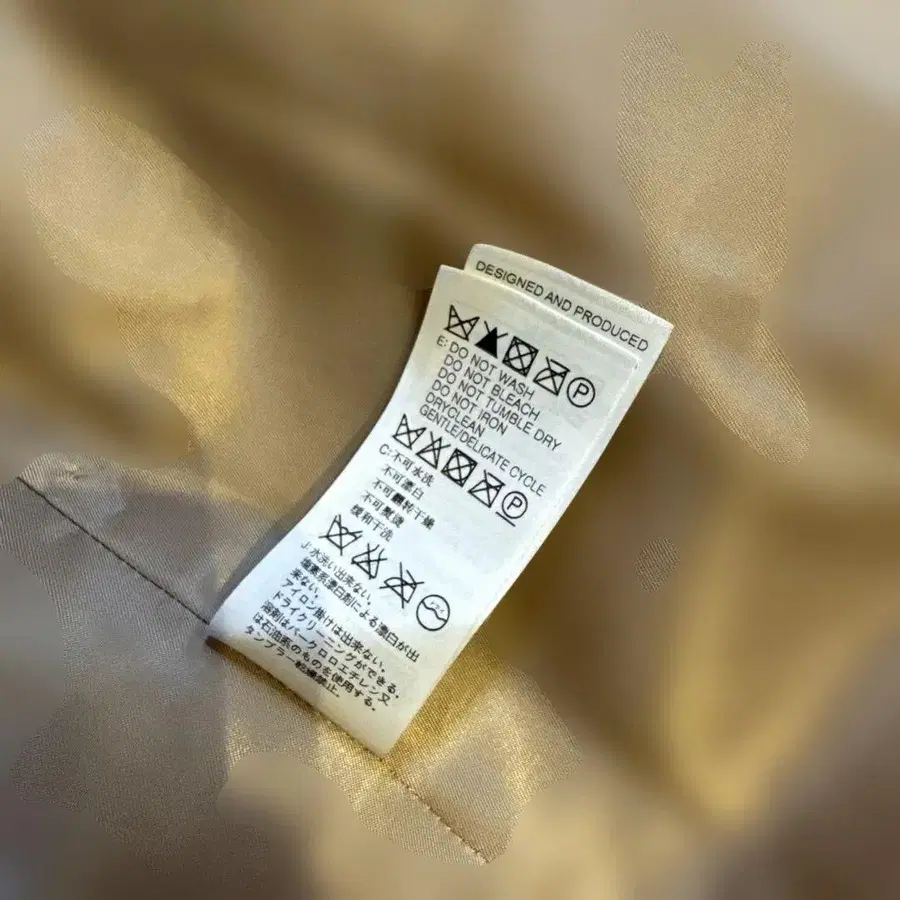 DESIGNED AND PRODUCED
P
E: DO NOT WASH
DO NOT BLEACH
DO NOT TUMBLE DRY
DO NOT IRON
DRYCLEAN
GENTLE/DELICATE CYCLE
P
C:不可水洗
不可漂白
不可翻转干燥
不可熨烫
缓和干洗
J:水洗い出来ない。
塩素系漂白剤による漂白が出
来ない。
アイロン掛けは出来ない。
ドライクリーニングができる。
溶剤はパークロロエチレン又
は石油系のものを使用する。
タンブラー乾燥禁止。